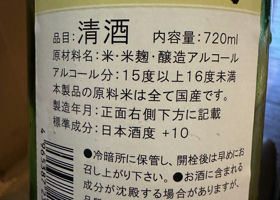 品目:清酒 内容量:720ml
原材料名:米・米麹・醸造アルコール
アルコール分:15度以上16度未満
本製品の原料米は全て国産です。
製造年月:正面右側下方に記載
標準成分:日本酒度 +10
●冷暗所に保管し、開栓後は早めにお
召し上がり下さい。●お酒に含まれる
成分が沈殿する場合がありますが、